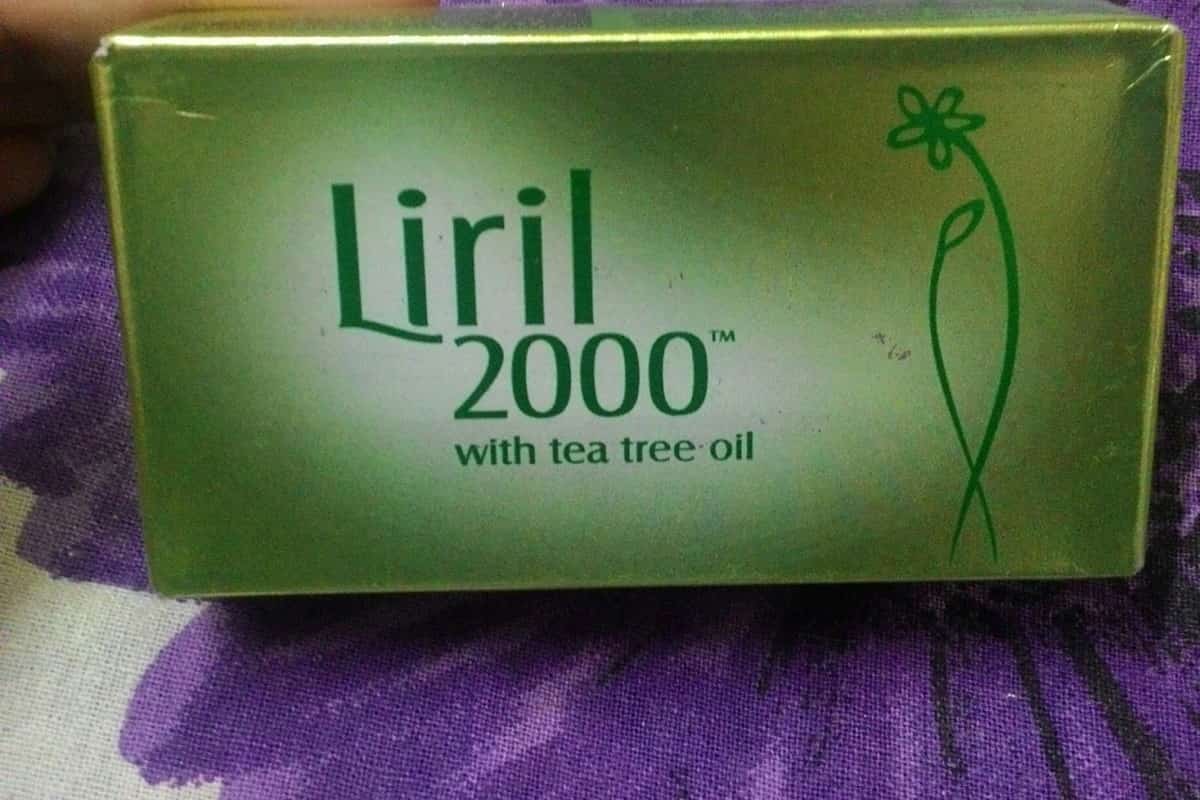 Liril
2000™
with tea tree oil